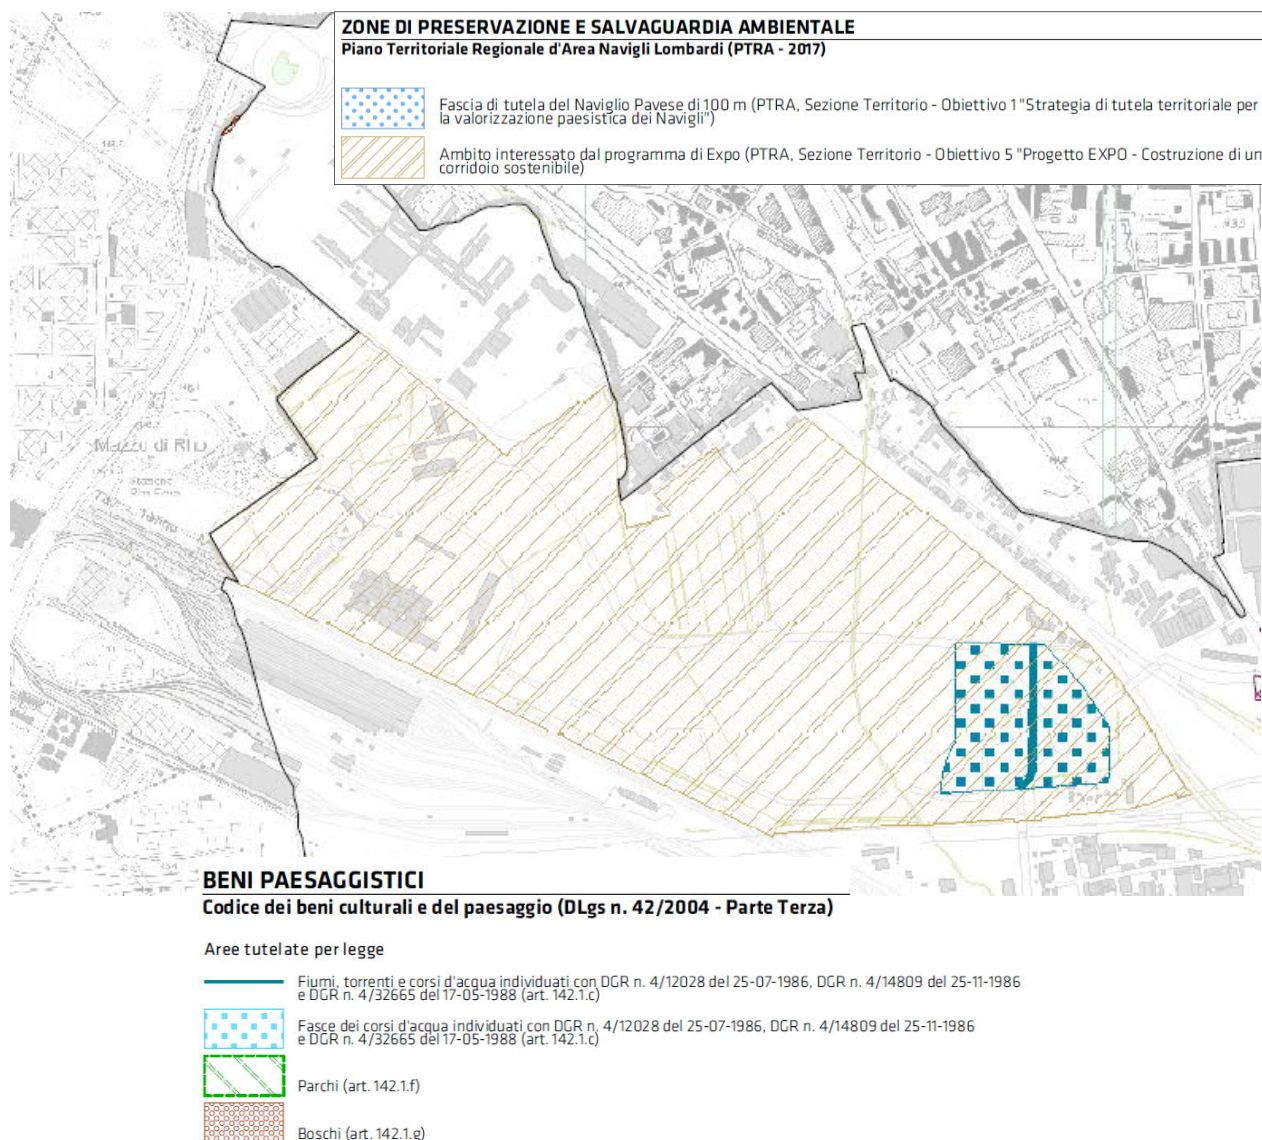 ZONE DI PRESERVAZIONE E SALVAGUARDIA AMBIENTALE
Piano Territoriale Regionale d'Area Navigli Lombardi (PTRA - 2017)
Fascia di tutela del Naviglio Pavese di 100 m (PTRA, Sezione Territorio - Obiettivo 1 "Strategia di tutela territoriale per
la valorizzazione paesistica dei Navigli")
Ambito interessato dal programma di Expo (PTRA, Sezione Territorio - Obiettivo 5 "Progetto EXPO - Costruzione di un
corridoio sostenibile)
Mazzo di Rho
Stazione
BENI PAESAGGISTICI
Codice dei beni culturali e del paesaggio (DLgs n. 42/2004 - Parte Terza)
Aree tutelate per legge
Fiumi, torrenti e corsi d'acqua individuati con DGR n. 4/12028 del 25-07-1986, DGR n. 4/14809 del 25-11-1986
e DGR n. 4/32665 del 17-05-1988 (art. 142.1.c)
Fasce dei corsi d'acqua individuati con DGR n. 4/12028 del 25-07-1986, DGR n. 4/14809 del 25-11-1986
e DGR n. 4/32665 del 17-05-1988 (art. 142.1.c)
Parchi (art. 142.1.f)
Boschi (art. 142.1.g)